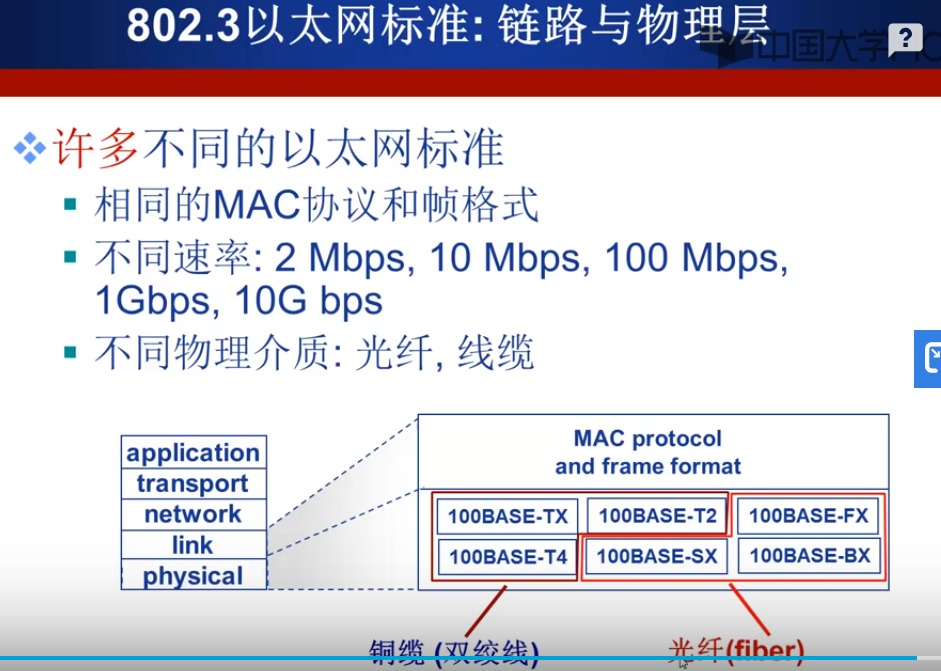 802.3以太网标准: 链路与物理层
中国大学
?
许多不同的以太网标准
相同的MAC协议和帧格式
不同速率: 2 Mbps, 10 Mbps, 100 Mbps,
1Gbps, 10G bps
不同物理介质: 光纤, 线缆
application
transport
network
link
physical
MAC protocol
and frame format
100BASE-TX
100BASE-T2
100BASE-FX
100BASE-T4
100BASE-SX
100BASE-BX
铜缆 (双绞线)
光纤(fiber)